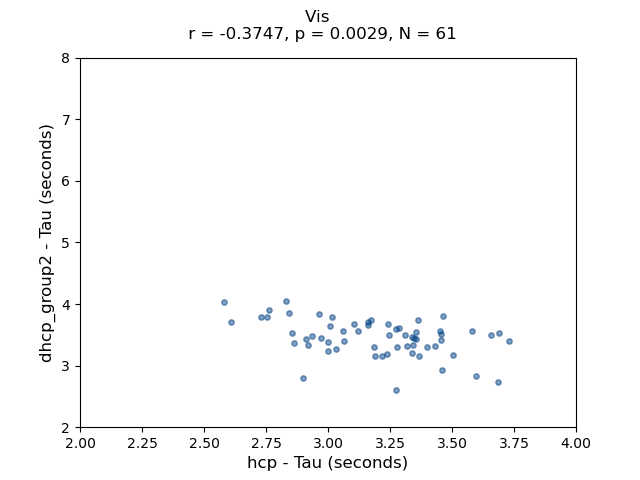 Vis
r = -0.3747, p = 0.0029, N = 61
8
7
6
5
4
3
2
dhcp_group2 - Tau (seconds)
2.00 2.25 2.50 2.75 3.00 3.25 3.50 3.75 4.00
hcp - Tau (seconds)